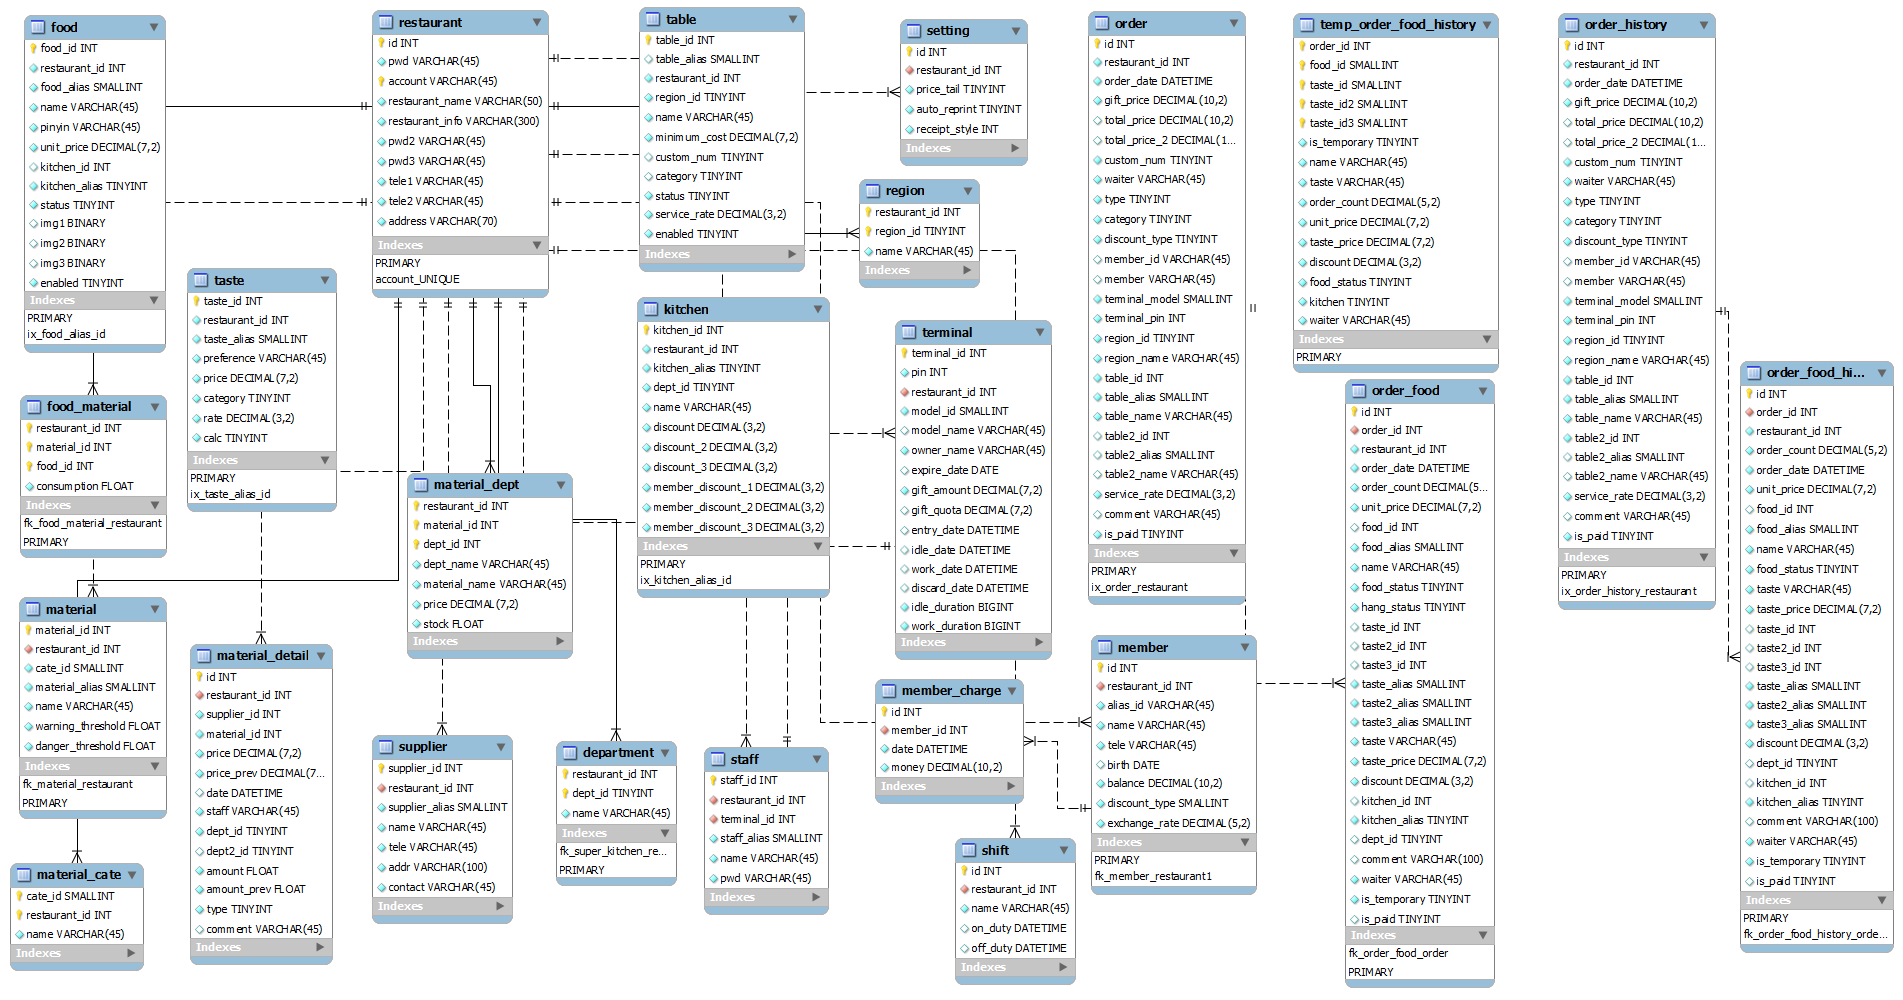 food
food_id INT
restaurant_id INT
food_alias SMALLINT
name VARCHAR(45)
pinyin VARCHAR(45)
unit_price DECIMAL(7,2)
kitchen_id INT
kitchen_alias TINYINT
status TINYINT
img1 BINARY
img2 BINARY
img3 BINARY
enabled TINYINT
Indexes
PRIMARY
ix_food_alias_id
food_material
restaurant_id INT
material_id INT
food_id INT
consumption FLOAT
Indexes
fk_food_material_restaurant
PRIMARY
material
material_id INT
restaurant_id INT
cate_id SMALLINT
material_alias SMALLINT
name VARCHAR(45)
warning_threshold FLOAT
danger_threshold FLOAT
Indexes
fk_material_restaurant
PRIMARY
material_cate
cate_id SMALLINT
restaurant_id INT
name VARCHAR(45)
Indexes
taste
taste_id INT
restaurant_id INT
taste_alias SMALLINT
preference VARCHAR(45)
price DECIMAL(7,2)
category TINYINT
rate DECIMAL(3,2)
calc TINYINT
Indexes
PRIMARY
ix_taste_alias_id
material_detail
id INT
restaurant_id INT
supplier_id INT
material_id INT
price DECIMAL(7,2)
price_prev DECIMAL(7...
date DATETIME
staff VARCHAR(45)
dept_id TINYINT
dept2_id TINYINT
amount FLOAT
amount_prev FLOAT
type TINYINT
comment VARCHAR(45)
Indexes
restaurant
id INT
pwd VARCHAR(45)
account VARCHAR(45)
restaurant_name VARCHAR(50)
restaurant_info VARCHAR(300)
pwd2 VARCHAR(45)
pwd3 VARCHAR(45)
tele1 VARCHAR(45)
tele2 VARCHAR(45)
address VARCHAR(70)
Indexes
PRIMARY
account_UNIQUE
material_dept
restaurant_id INT
material_id INT
dept_id INT
dept_name VARCHAR(45)
material_name VARCHAR(45)
price DECIMAL(7,2)
stock FLOAT
Indexes
supplier
supplier_id INT
restaurant_id INT
supplier_alias SMALLINT
name VARCHAR(45)
tele VARCHAR(45)
addr VARCHAR(100)
contact VARCHAR(45)
Indexes
department
restaurant_id INT
dept_id TINYINT
name VARCHAR(45)
Indexes
fk_super_kitchen_re...
PRIMARY
table
table_id INT
table_alias SMALLINT
restaurant_id INT
region_id TINYINT
name VARCHAR(45)
minimum_cost DECIMAL(7,2)
custom_num TINYINT
category TINYINT
status TINYINT
service_rate DECIMAL(3,2)
enabled TINYINT
Indexes
kitchen
kitchen_id INT
restaurant_id INT
kitchen_alias TINYINT
dept_id TINYINT
name VARCHAR(45)
discount DECIMAL(3,2)
discount_2 DECIMAL(3,2)
discount_3 DECIMAL(3,2)
member_discount_1 DECIMAL(3,2)
member_discount_2 DECIMAL(3,2)
member_discount_3 DECIMAL(3,2)
Indexes
PRIMARY
ix_kitchen_alias_id
staff
staff_id INT
restaurant_id INT
teminal_id INT
staff_alias SMALLINT
name VARCHAR(45)
pwd VARCHAR(45)
Indexes
setting
id INT
restaurant_id INT
price_tail TINYINT
auto_reprint TINYINT
receipt_style INT
Indexes
region
restaurant_id INT
region_id TINYINT
name VARCHAR(45)
Indexes
terminal
terminal_id INT
pin INT
restaurant_id INT
model_id SMALLINT
model_name VARCHAR(45)
owner_name VARCHAR(45)
expire_date DATE
gift_amount DECIMAL(7,2)
gift_quota DECIMAL(7,2)
entry_date DATETIME
idle_date DATETIME
work_date DATETIME
discard_date DATETIME
idle_duration BIGINT
work_duration BIGINT
Indexes
member_charge
id INT
member_id INT
date DATETIME
money DECIMAL(10,2)
Indexes
shift
id INT
restaurant_id INT
name VARCHAR(45)
on_duty DATETIME
off_duty DATETIME
Indexes
order
id INT
restaurant_id INT
order_date DATETIME
gift_price DECIMAL(10,2)
total_price DECIMAL(10,2)
total_price_2 DECIMAL(1...
custom_num TINYINT
waiter VARCHAR(45)
type TINYINT
category TINYINT
discount_type TINYINT
member_id VARCHAR(45)
member VARCHAR(45)
terminal_model SMALLINT
terminal_pin INT
region_id TINYINT
region_name VARCHAR(45)
table_id INT
table_alias SMALLINT
table_name VARCHAR(45)
table2_id INT
table2_alias SMALLINT
table2_name VARCHAR(45)
service_rate DECIMAL(3,2)
comment VARCHAR(45)
is_paid TINYINT
Indexes
PRIMARY
ix_order_restaurant
member
id INT
restaurant_id INT
alias_id VARCHAR(45)
name VARCHAR(45)
tele VARCHAR(45)
birth DATE
balance DECIMAL(10,2)
discount_type SMALLINT
exchange_rate DECIMAL(5,2)
Indexes
PRIMARY
fk_member_restaurant1
temp_order_food_history
order_id INT
food_id SMALLINT
taste_id SMALLINT
taste_id2 SMALLINT
taste_id3 SMALLINT
is_temporary TINYINT
name VARCHAR(45)
taste VARCHAR(45)
order_count DECIMAL(5,2)
unit_price DECIMAL(7,2)
taste_price DECIMAL(7,2)
discount DECIMAL(3,2)
food_status TINYINT
kitchen TINYINT
waiter VARCHAR(45)
Indexes
PRIMARY
order_food
id INT
order_id INT
restaurant_id INT
order_date DATETIME
order_count DECIMAL(5...
unit_price DECIMAL(7,2)
food_id INT
food_alias SMALLINT
name VARCHAR(45)
food_status TINYINT
hang_status TINYINT
taste_id INT
taste2_id INT
taste3_id INT
taste_alias SMALLINT
taste2_alias SMALLINT
taste3_alias SMALLINT
taste VARCHAR(45)
taste_price DECIMAL(7,2)
discount DECIMAL(3,2)
kitchen_id INT
kitchen_alias TINYINT
dept_id TINYINT
comment VARCHAR(100)
waiter VARCHAR(45)
is_temporary TINYINT
is_paid TINYINT
Indexes
fk_order_food_order
PRIMARY
order_history
id INT
restaurant_id INT
order_date DATETIME
gift_price DECIMAL(10,2)
total_price DECIMAL(10,2)
total_price_2 DECIMAL(1...
custom_num TINYINT
waiter VARCHAR(45)
type TINYINT
category TINYINT
discount_type TINYINT
member_id VARCHAR(45)
member VARCHAR(45)
terminal_model SMALLINT
terminal_pin INT
region_id TINYINT
region_name VARCHAR(45)
table_id INT
table_alias SMALLINT
table_name VARCHAR(45)
table2_id INT
table2_alias SMALLINT
table2_name VARCHAR(45)
service_rate DECIMAL(3,2)
comment VARCHAR(45)
is_paid TINYINT
Indexes
PRIMARY
ix_order_history_restaurant
order_food_hi...
id INT
order_id INT
restaurant_id INT
order_count DECIMAL(5,2)
order_date DATETIME
unit_price DECIMAL(7,2)
food_id INT
food_alias SMALLINT
name VARCHAR(45)
food_status TINYINT
taste VARCHAR(45)
taste_price DECIMAL(7,2)
taste_id INT
taste2_id INT
taste3_id INT
taste_alias SMALLINT
taste2_alias SMALLINT
taste3_alias SMALLINT
discount DECIMAL(3,2)
dept_id TINYINT
kitchen_id INT
kitchen_alias TINYINT
comment VARCHAR(100)
waiter VARCHAR(45)
is_temporary TINYINT
is_paid TINYINT
Indexes
PRIMARY
fk_order_food_history_orde...